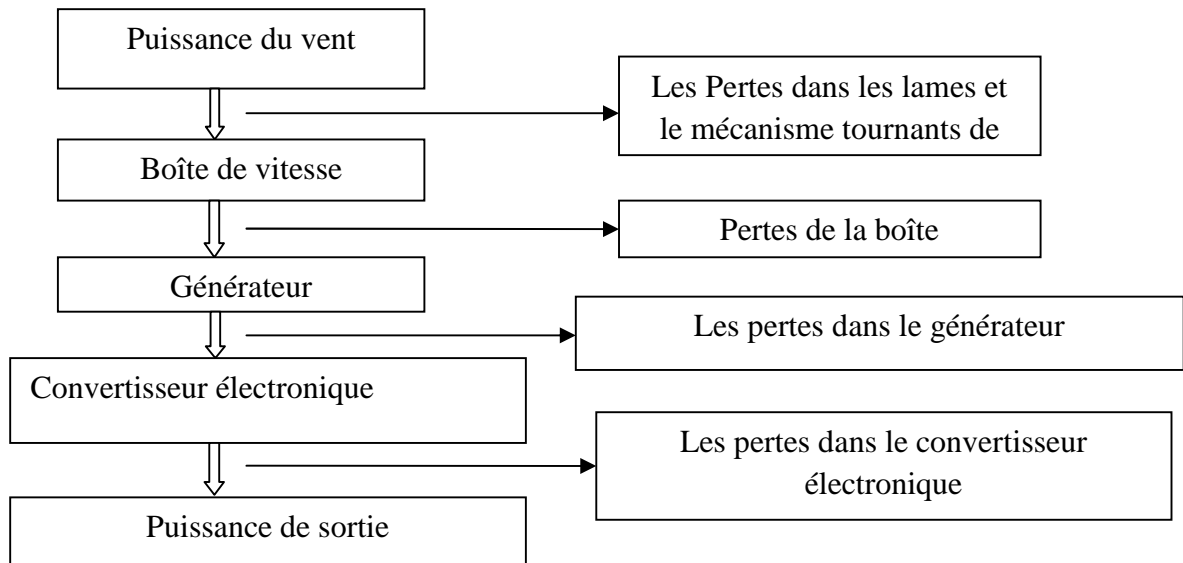 Puissance du vent
Les Pertes dans les lames et
le mécanisme tournants de
Boîte de vitesse
Pertes de la boîte
Générateur
Les pertes dans le générateur
Convertisseur électronique
Les pertes dans le convertisseur
électronique
Puissance de sortie